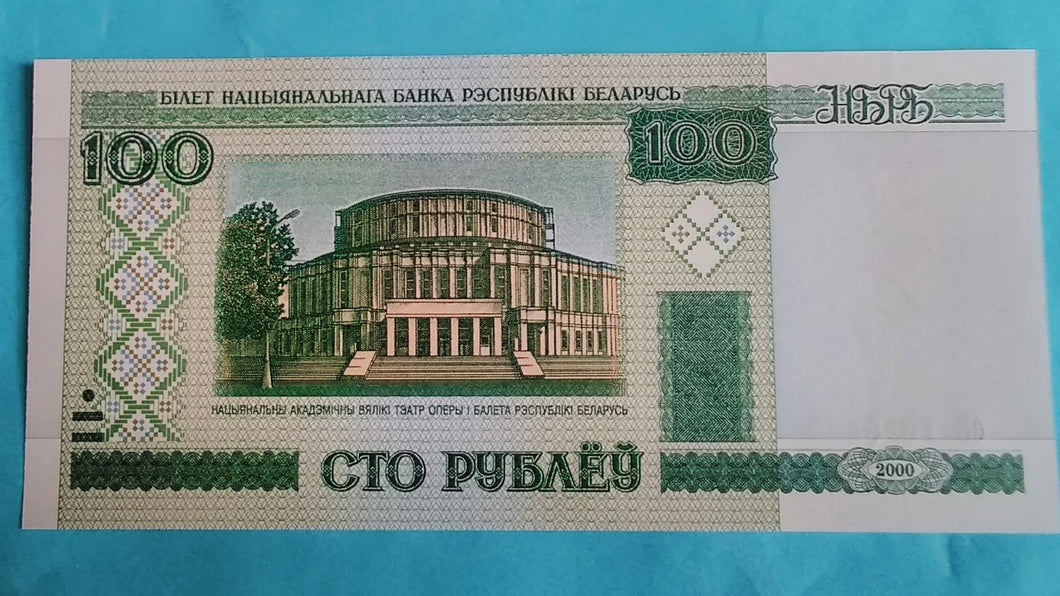 БІЛЕТ НАЦЫЯНАЛЬНАГА БАНКА РЭСПУБЛІКІ БЕЛАРУСЬ
НБРБ
100
100
НАЦЫЯНАЛЬНЫ АКАДЭМІЧНЫ ВЯЛІКІ ТЭАТР ОПЕРЫ І БАЛЕТА РЭСПУБЛІКІ БЕЛАРУСЬ
СТО РУБЛЁЎ
2000